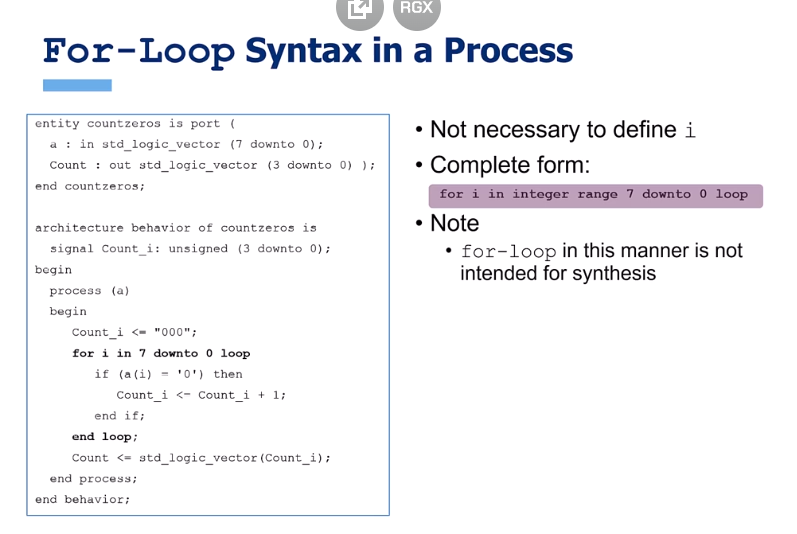 RGX
For-Loop Syntax in a Process
entity countzeros is port (
a : in std_logic_vector (7 downto 0);
Count : out std_logic_vector (3 downto 0) );
end countzeros;
architecture behavior of countzeros is
signal Count_i: unsigned (3 downto 0);
begin
process (a)
begin
Count_i <= "000";
for i in 7 downto 0 loop
if (a(i) = '0') then
Count_i <= Count_i + 1;
end if;
end loop;
Count <= std_logic_vector(Count_i);
end process;
end behavior;
• Not necessary to define i
• Complete form:
for i in integer range 7 downto 0 loop
• Note
• for-loop in this manner is not
intended for synthesis